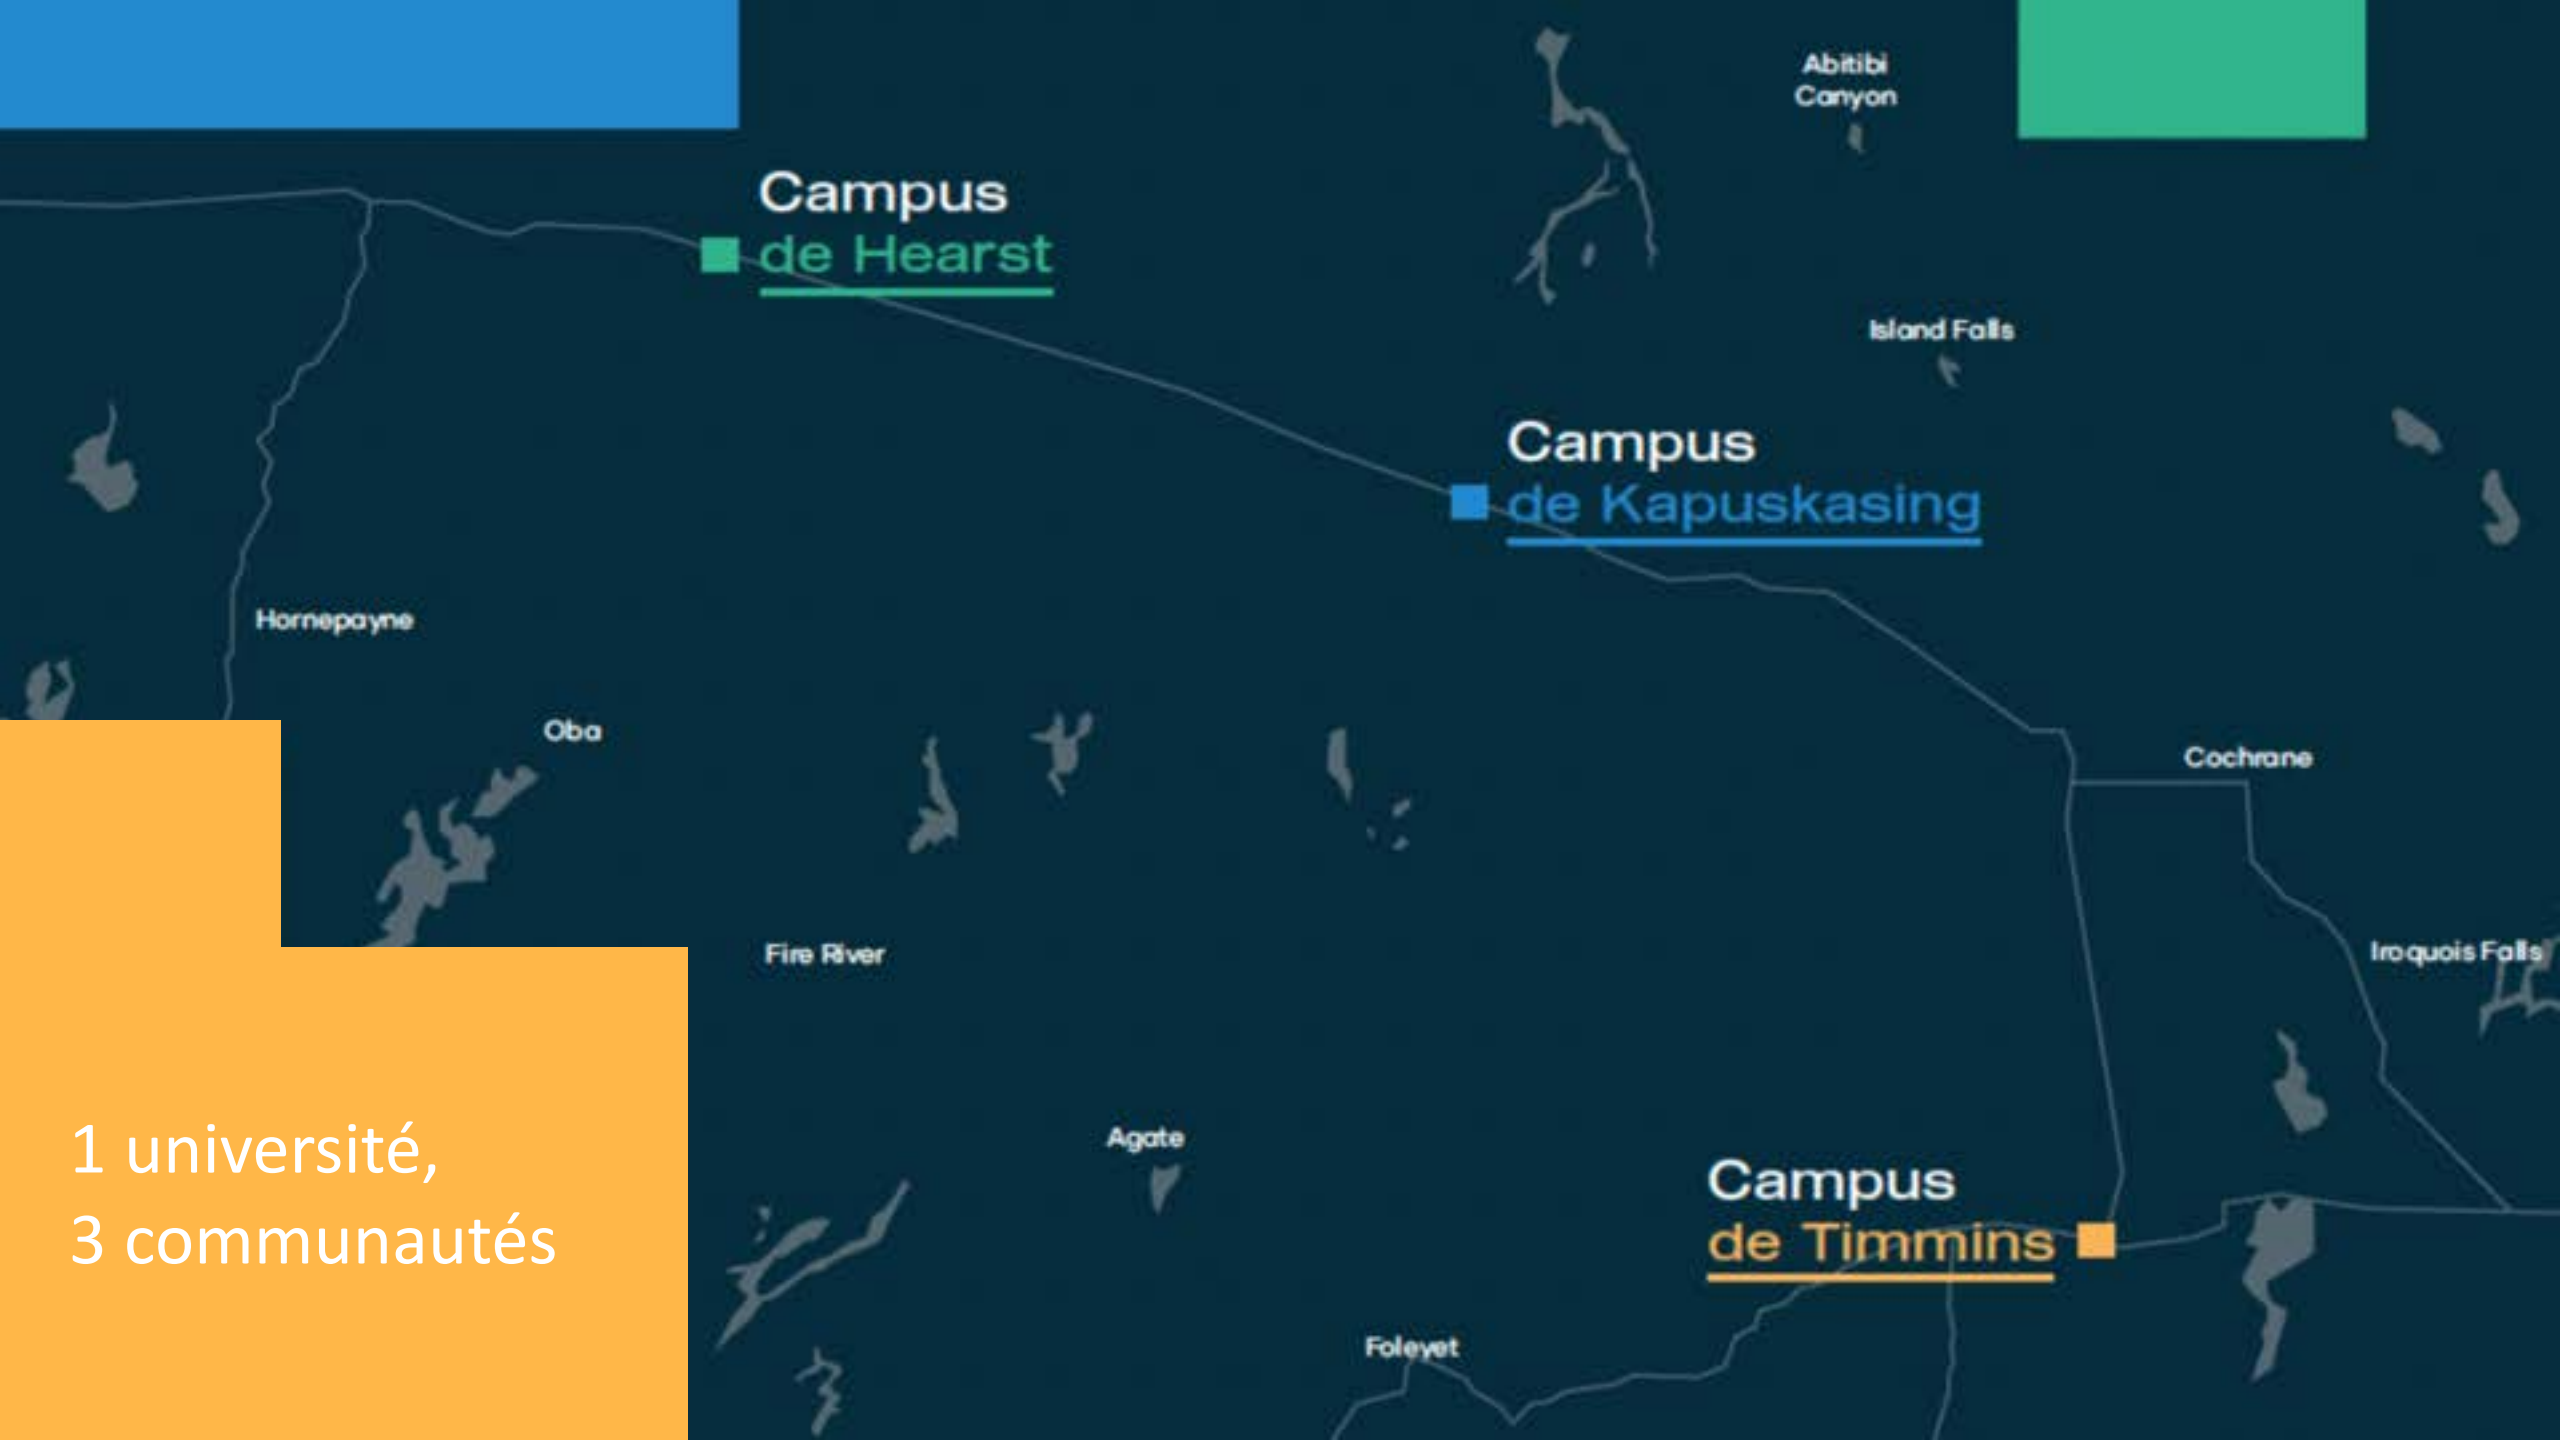 Abitibi
Canyon
Campus
de Hearst
Island Falls
Campus
de Kapuskasing
Hornepayne
Oba
Cochrane
Fire River
Iroquois Falls
Agate
1 université,
3 communautés
Campus
de Timmins
Foleyet